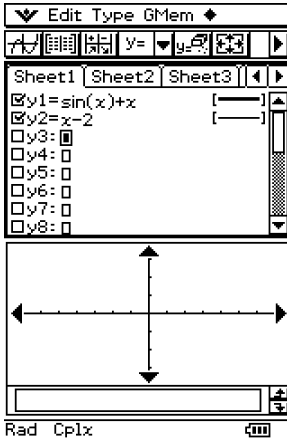 Edit Type GMem ◆
y=
Sheet1 Sheet2 Sheet3
y1=sin(x)+x [—]
y2=x-2 [—]
y3:
y4:
y5:
y6:
y7:
y8:
Rad Cplx